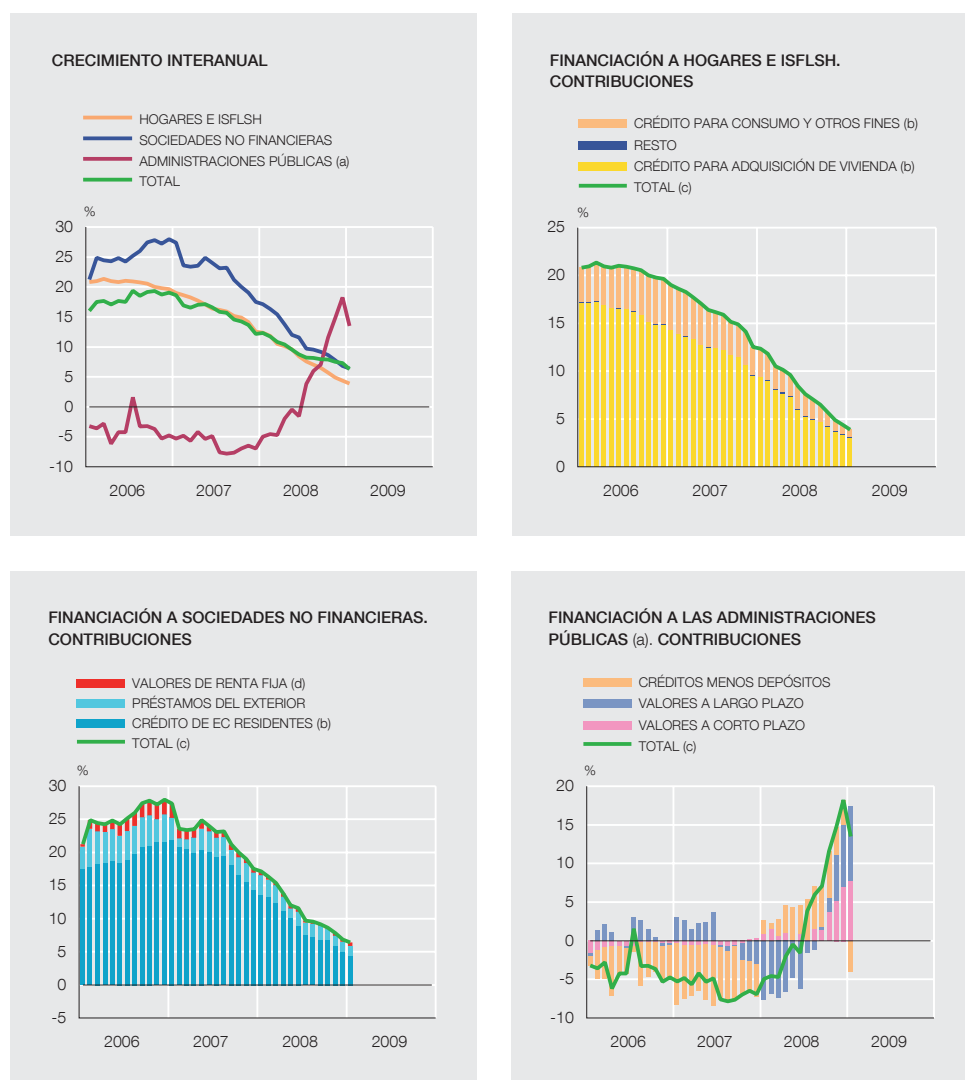 CRECIMIENTO INTERANUAL
HOGARES E ISFLSH
SOCIEDADES NO FINANCIERAS
ADMINISTRACIONES PÚBLICAS (a)
TOTAL
%
30
25
20
15
10
5
0
-5
-10
2006 2007 2008 2009
FINANCIACIÓN A HOGARES E ISFLSH.
CONTRIBUCIONES
CRÉDITO PARA CONSUMO Y OTROS FINES (b)
RESTO
CRÉDITO PARA ADQUISICIÓN DE VIVIENDA (b)
TOTAL (c)
%
25
20
15
10
5
0
2006 2007 2008 2009
FINANCIACIÓN A SOCIEDADES NO FINANCIERAS.
CONTRIBUCIONES
VALORES DE RENTA FIJA (d)
PRÉSTAMOS DEL EXTERIOR
CRÉDITO DE EC RESIDENTES (b)
TOTAL (c)
%
30
25
20
15
10
5
0
-5
2006 2007 2008 2009
FINANCIACIÓN A LAS ADMINISTRACIONES
PÚBLICAS (a). CONTRIBUCIONES
CRÉDITOS MENOS DEPÓSITOS
VALORES A LARGO PLAZO
VALORES A CORTO PLAZO
TOTAL (c)
%
20
15
10
5
0
-5
-10
2006 2007 2008 2009